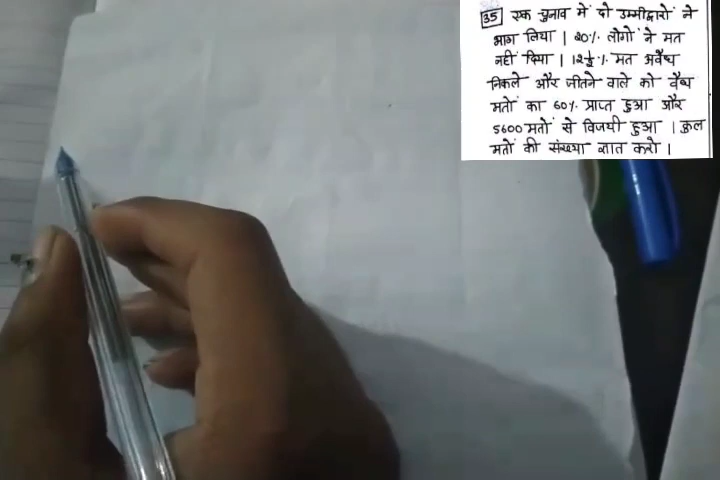 35 एक चुनाव में दो उम्मीद्वारों ने
भाग लिया । 20% लोगों ने मत
नहीं दिया । 12½% मत अवैध
निकले और जीतने वाले को वैध
मतों का 60% प्राप्त हुआ और
5600 मतों से विजयी हुआ । कुल
मतों की संख्या ज्ञात करो ।